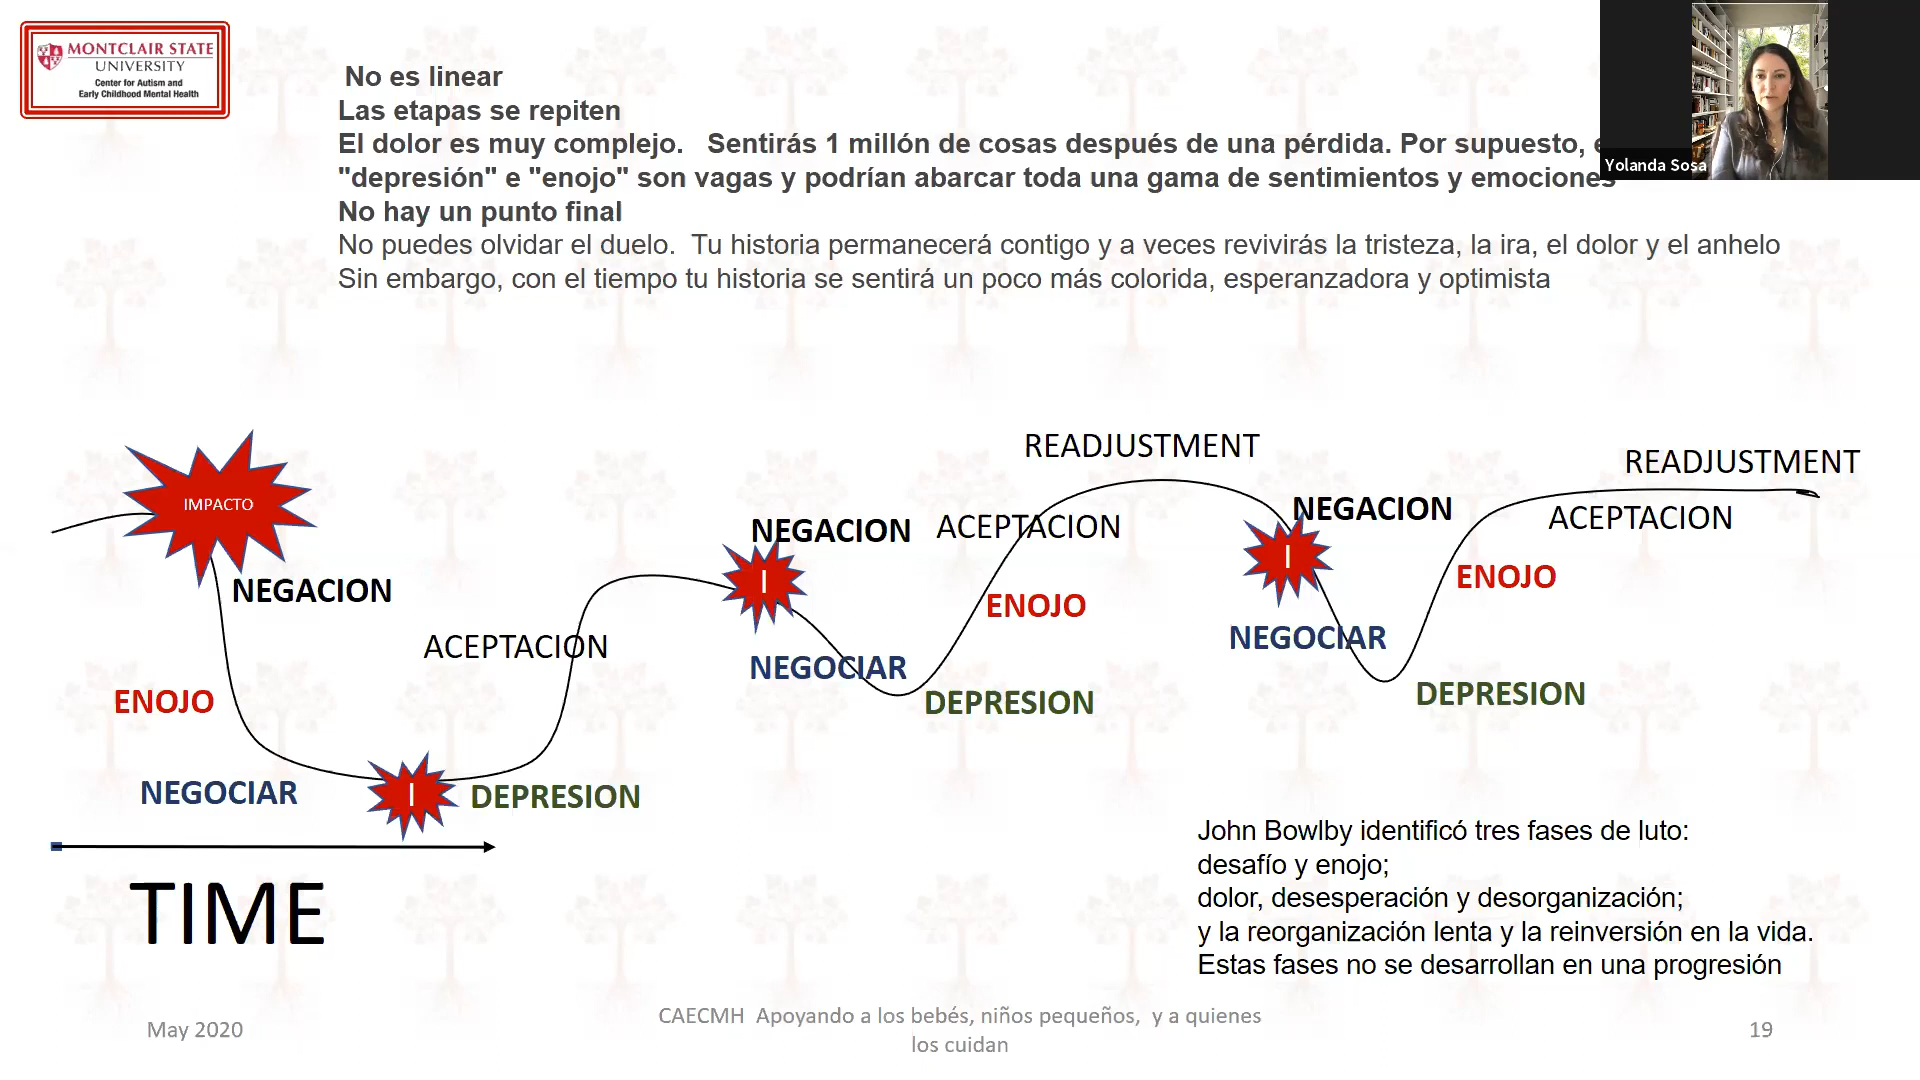 MONTCLAIR STATE
UNIVERSITY
Center for Autism and
Early Childhood Mental Health
No es linear
Las etapas se repiten
El dolor es muy complejo.   Sentirás 1 millón de cosas después de una pérdida. Por supuesto,
"depresión" e "enojo" son vagas y podrían abarcar toda una gama de sentimientos y emociones
No hay un punto final
No puedes olvidar el duelo.  Tu historia permanecerá contigo y a veces revivirás la tristeza, la ira, el dolor y el anhelo
Sin embargo, con el tiempo tu historia se sentirá un poco más colorida, esperanzadora y optimista
Yolanda Sosa
IMPACTO
NEGACION
ENOJO
NEGOCIAR
I
DEPRESION
ACEPTACION
NEGACION
I
NEGOCIAR
DEPRESION
ENOJO
ACEPTACION
READJUSTMENT
NEGACION
I
NEGOCIAR
DEPRESION
ENOJO
ACEPTACION
READJUSTMENT
TIME
John Bowlby identificó tres fases de luto:
desafío y enojo;
dolor, desesperación y desorganización;
y la reorganización lenta y la reinversión en la vida.
Estas fases no se desarrollan en una progresión
May 2020
CAECMH  Apoyando a los bebés, niños pequeños,  y a quienes
los cuidan
19